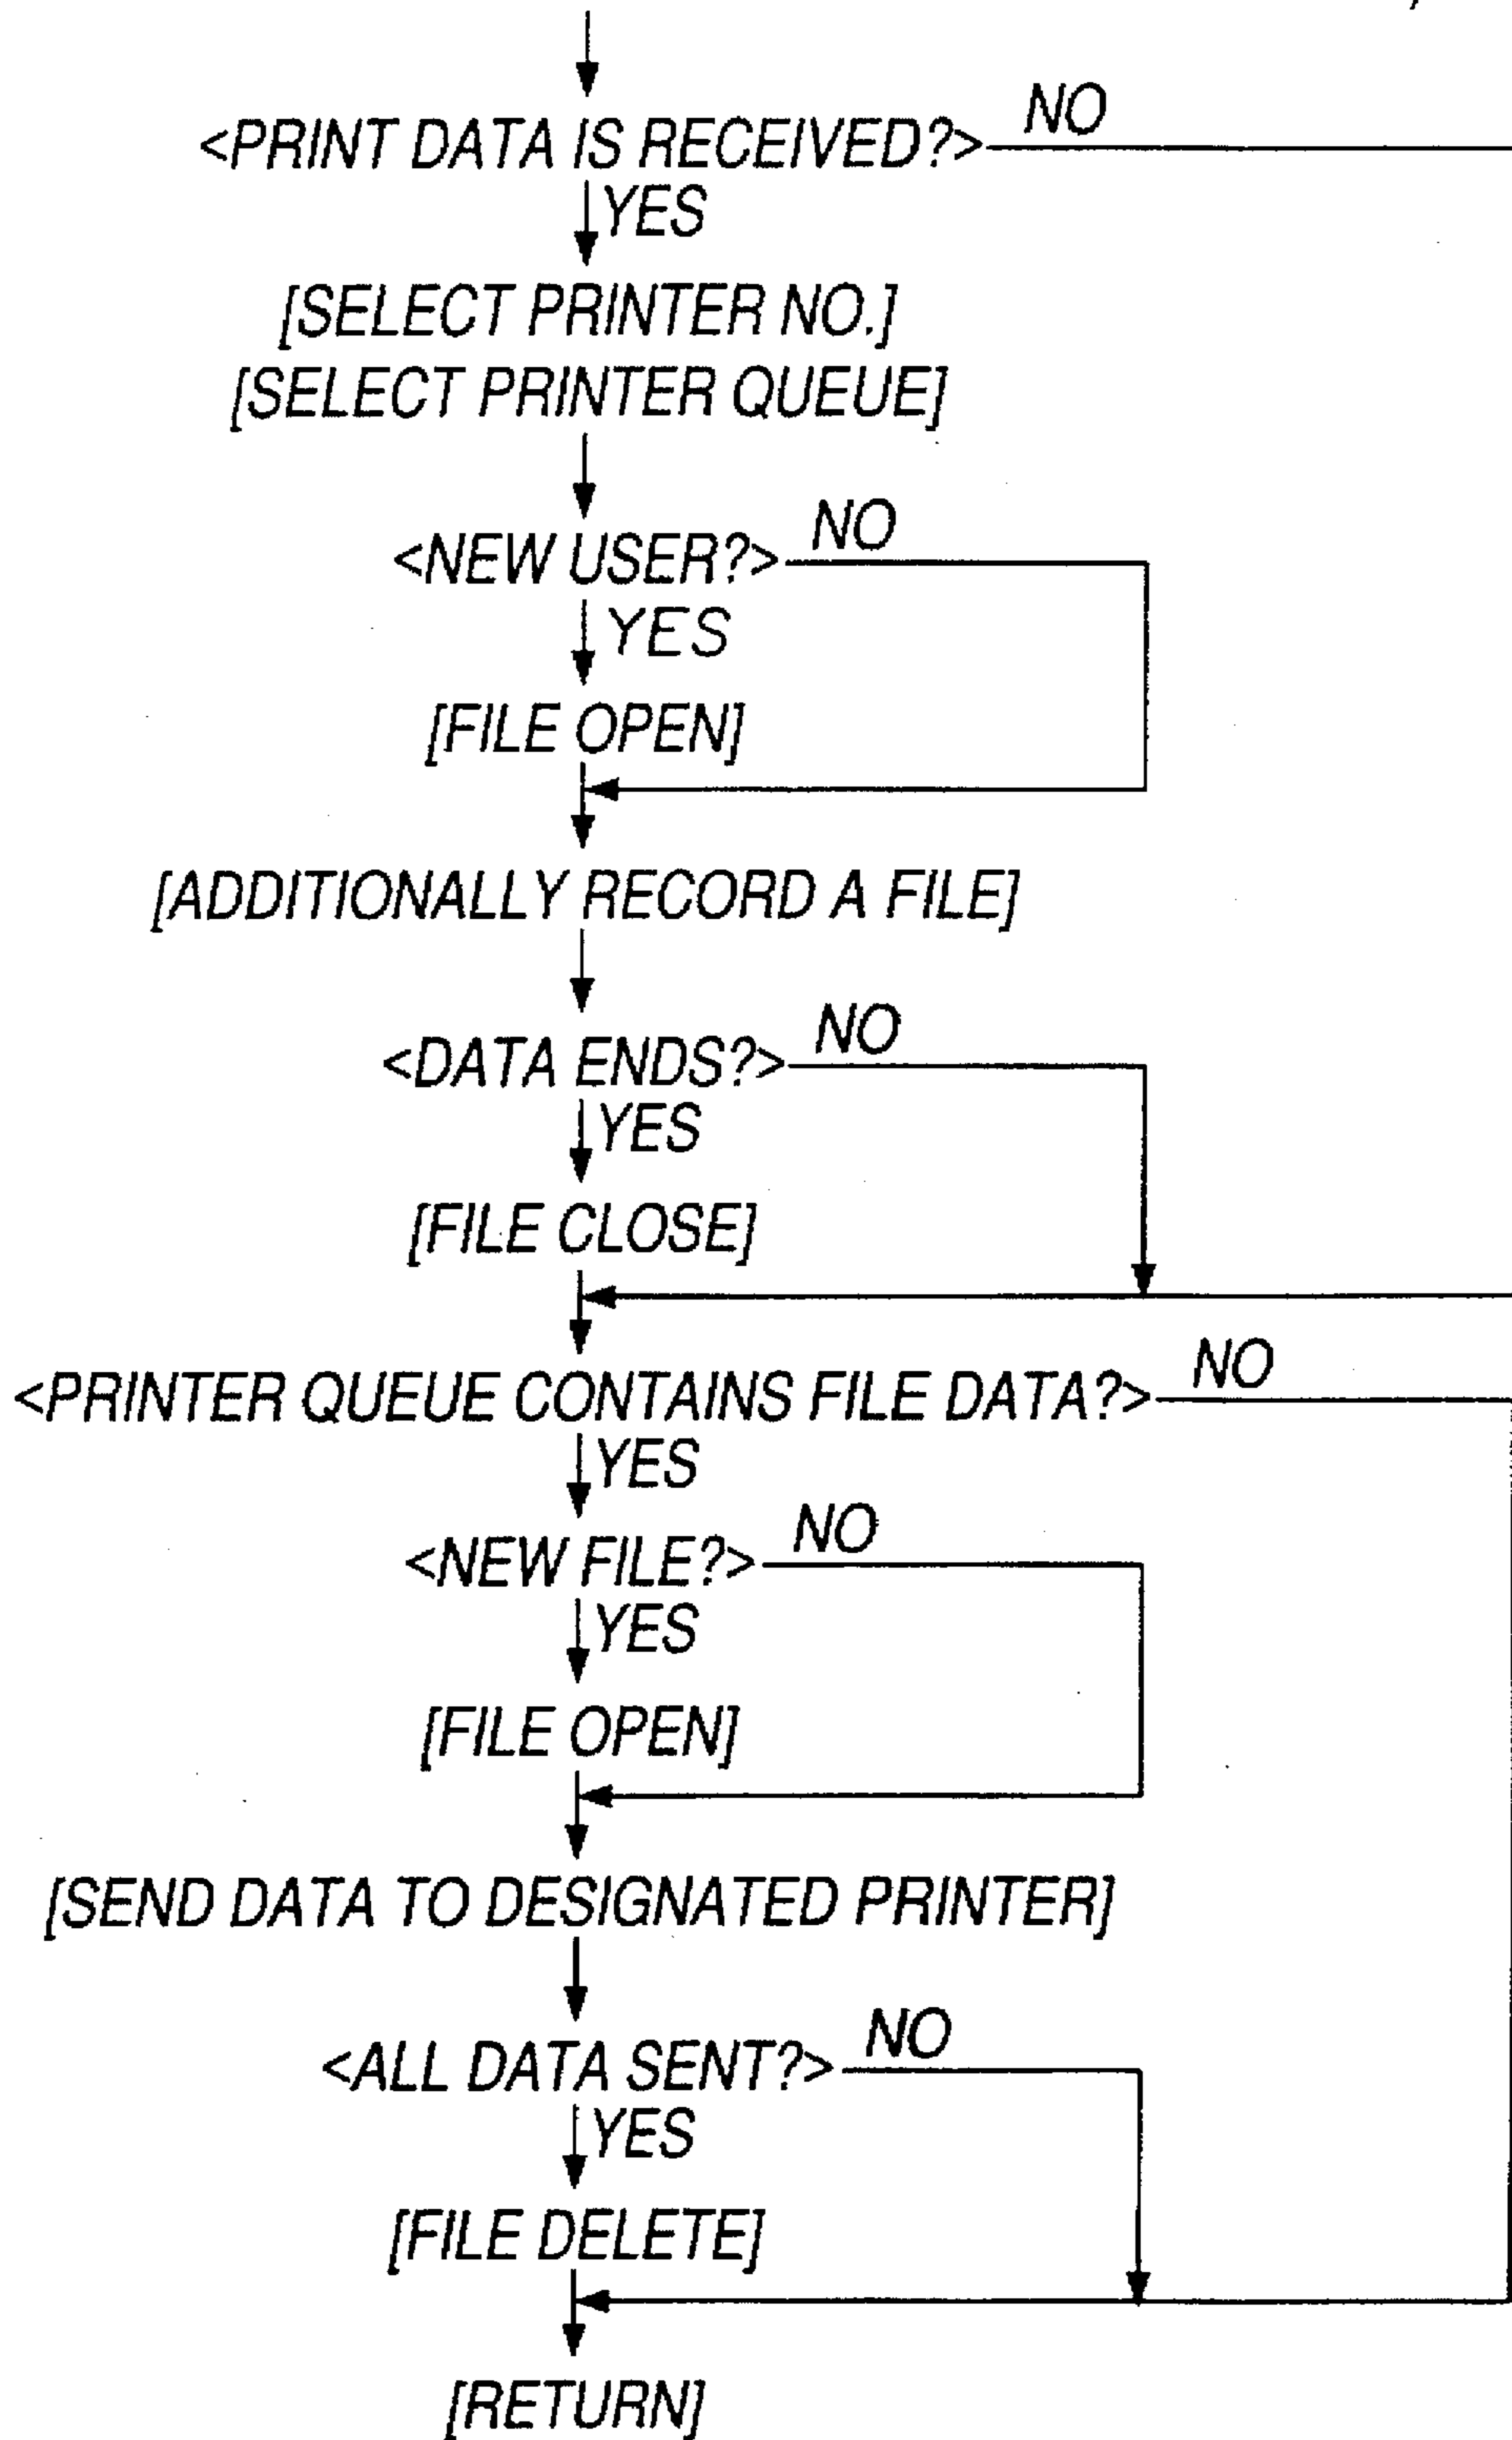 <PRINT DATA IS RECEIVED?> NO
YES
[SELECT PRINTER NO.]
[SELECT PRINTER QUEUE]
<NEW USER?> NO
YES
[FILE OPEN]
[ADDITIONALLY RECORD A FILE]
<DATA ENDS?> NO
YES
[FILE CLOSE]
<PRINTER QUEUE CONTAINS FILE DATA?> NO
YES
<NEW FILE?> NO
YES
[FILE OPEN]
[SEND DATA TO DESIGNATED PRINTER]
<ALL DATA SENT?> NO
YES
[FILE DELETE]
[RETURN]